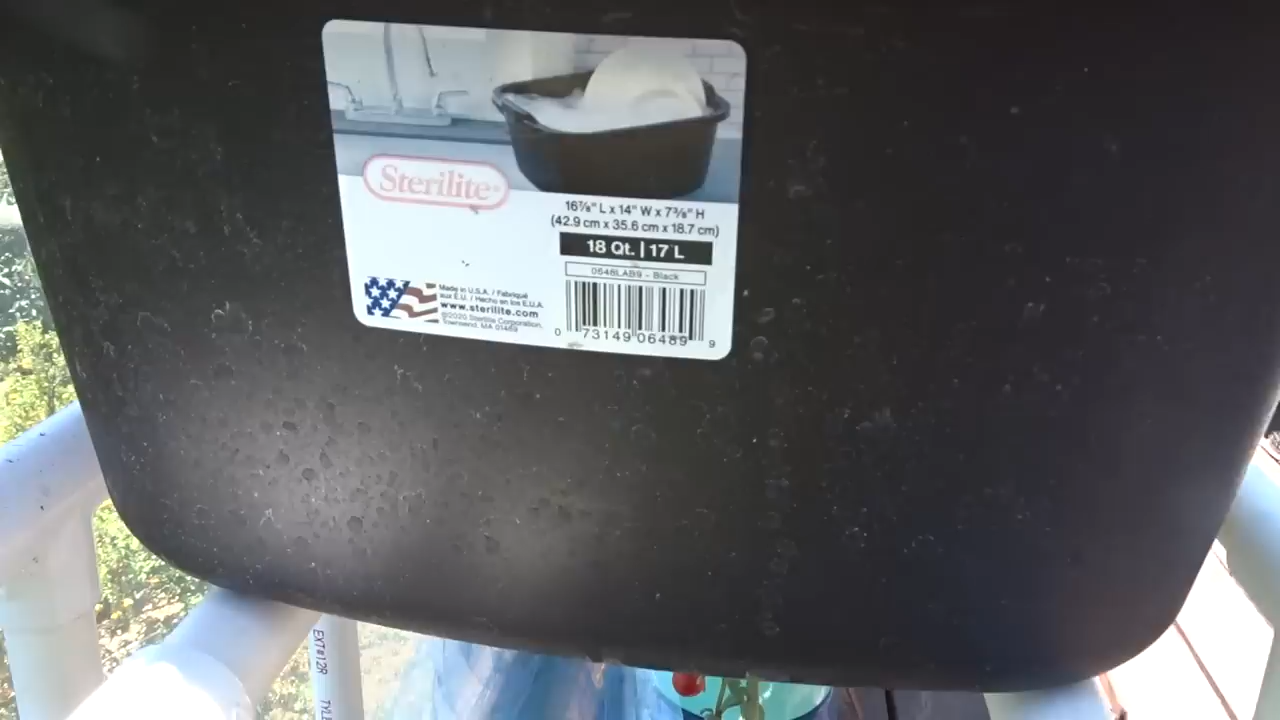 Sterilite®
16⅞" L x 14" W x 7⅜" H
(42.9 cm x 35.6 cm x 18.7 cm)
18 Qt. | 17 L
0648LAB9 - Black
Made in U.S.A. / Fabriqué
aux E.U. / Hecho en los E.U.A.
www.sterilite.com
©2020 Sterilite Corporation,
Townsend, MA 01469
0 73149 06489 9
EXT#12R